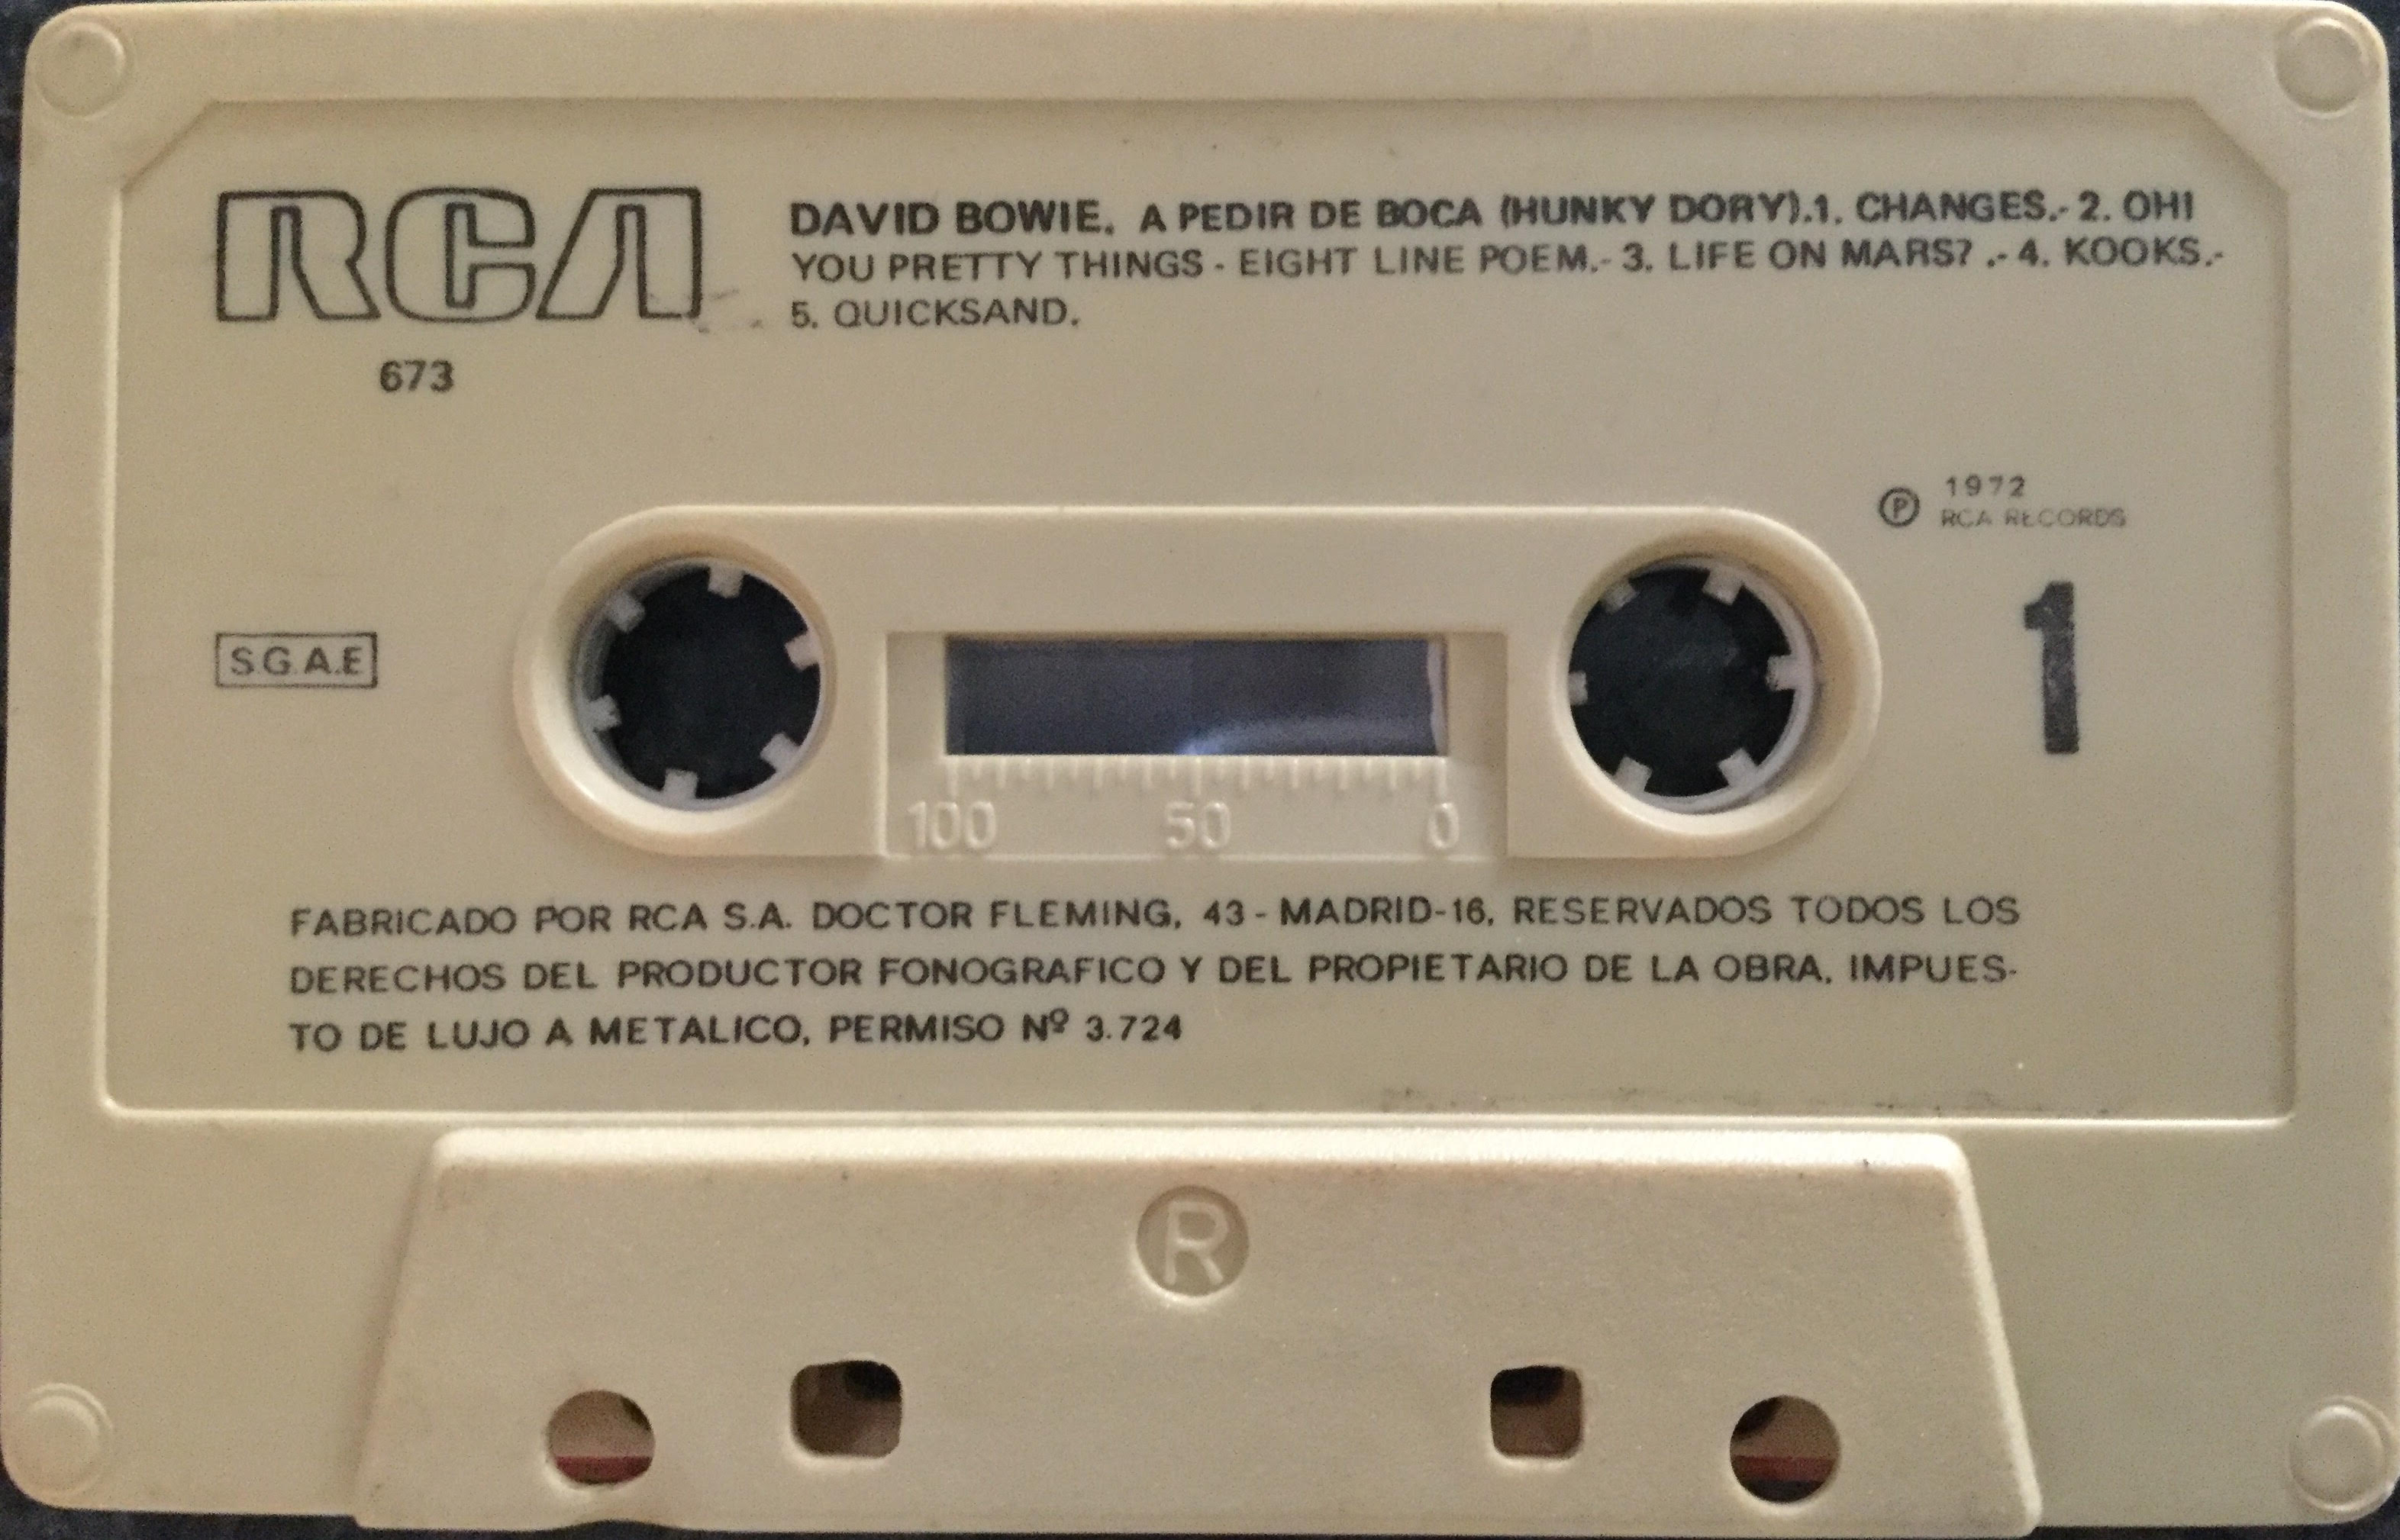 RCA
DAVID BOWIE. A PEDIR DE BOCA (HUNKY DORY).1. CHANGES.- 2. OH!
YOU PRETTY THINGS - EIGHT LINE POEM.- 3. LIFE ON MARS? .- 4. KOOKS.-
5. QUICKSAND.
673
Ⓟ 1972
RCA RECORDS
S.G.A.E
1
100 50 0
FABRICADO POR RCA S.A. DOCTOR FLEMING, 43 - MADRID-16. RESERVADOS TODOS LOS
DERECHOS DEL PRODUCTOR FONOGRAFICO Y DEL PROPIETARIO DE LA OBRA. IMPUES-
TO DE LUJO A METALICO, PERMISO Nº 3.724
R